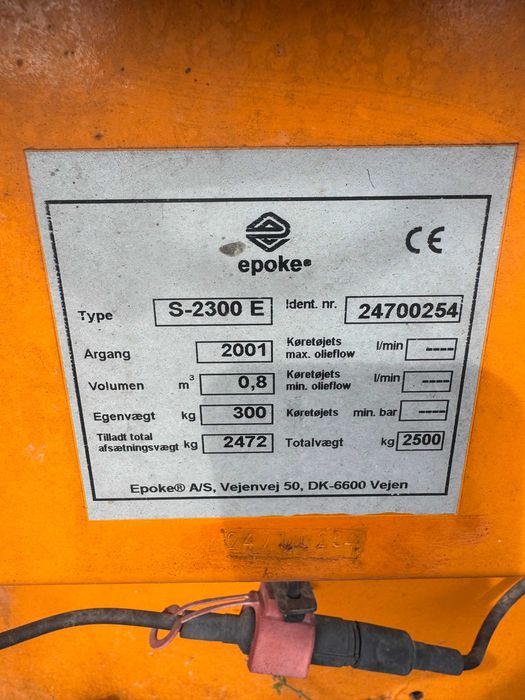 epoke®
CE
Type S-2300 E Ident. nr. 24700254
Argang 2001 Køretøjets max. olieflow l/min ----
Volumen m³ 0,8 Køretøjets min. olieflow l/min ----
Egenvægt kg 300 Køretøjets min. bar ----
Tilladt total afsætningsvægt kg 2472 Totalvægt kg 2500
Epoke® A/S, Vejenvej 50, DK-6600 Vejen